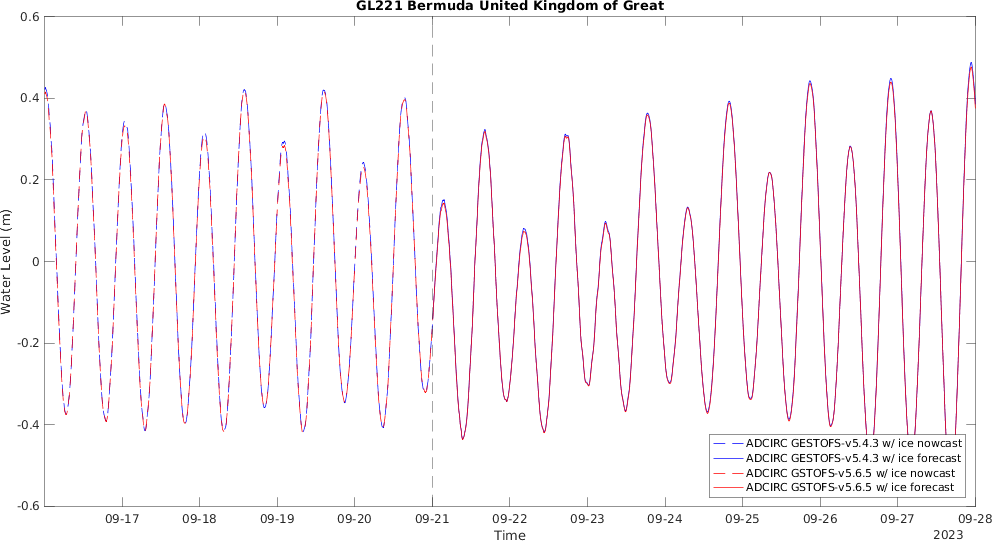 GL221 Bermuda United Kingdom of Great
0.6
0.4
0.2
0
-0.2
-0.4
-0.6
Water Level (m)
ADCIRC GESTOFS-v5.4.3 w/ ice nowcast
ADCIRC GESTOFS-v5.4.3 w/ ice forecast
ADCIRC GSTOFS-v5.6.5 w/ ice nowcast
ADCIRC GSTOFS-v5.6.5 w/ ice forecast
09-17 09-18 09-19 09-20 09-21 09-22 09-23 09-24 09-25 09-26 09-27 09-28
Time
2023